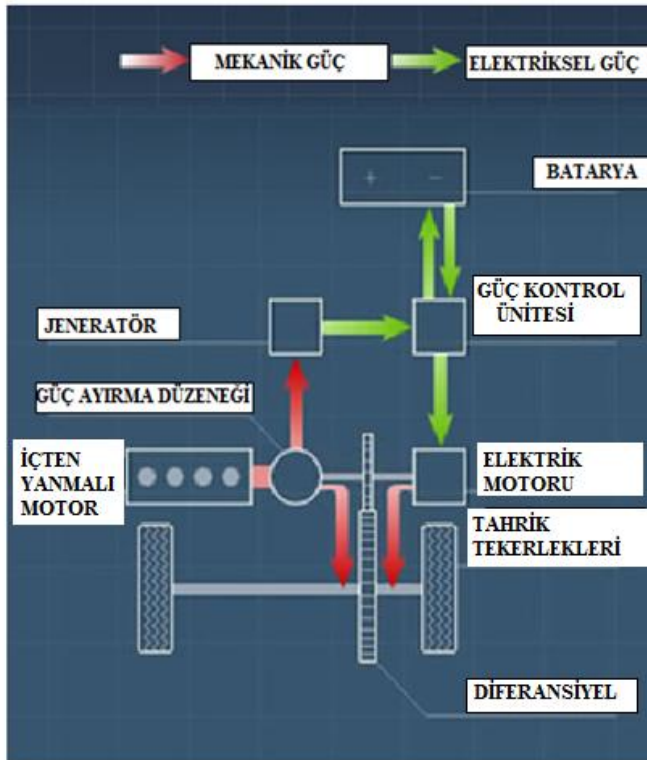 MEKANİK GÜÇ
ELEKTRİKSEL GÜÇ
+ −
BATARYA
GÜÇ KONTROL
ÜNİTESİ
JENERATÖR
GÜÇ AYIRMA DÜZENEĞİ
İÇTEN
YANMALI
MOTOR
ELEKTRİK
MOTORU
TAHRİK
TEKERLEKLERİ
DİFERANSİYEL